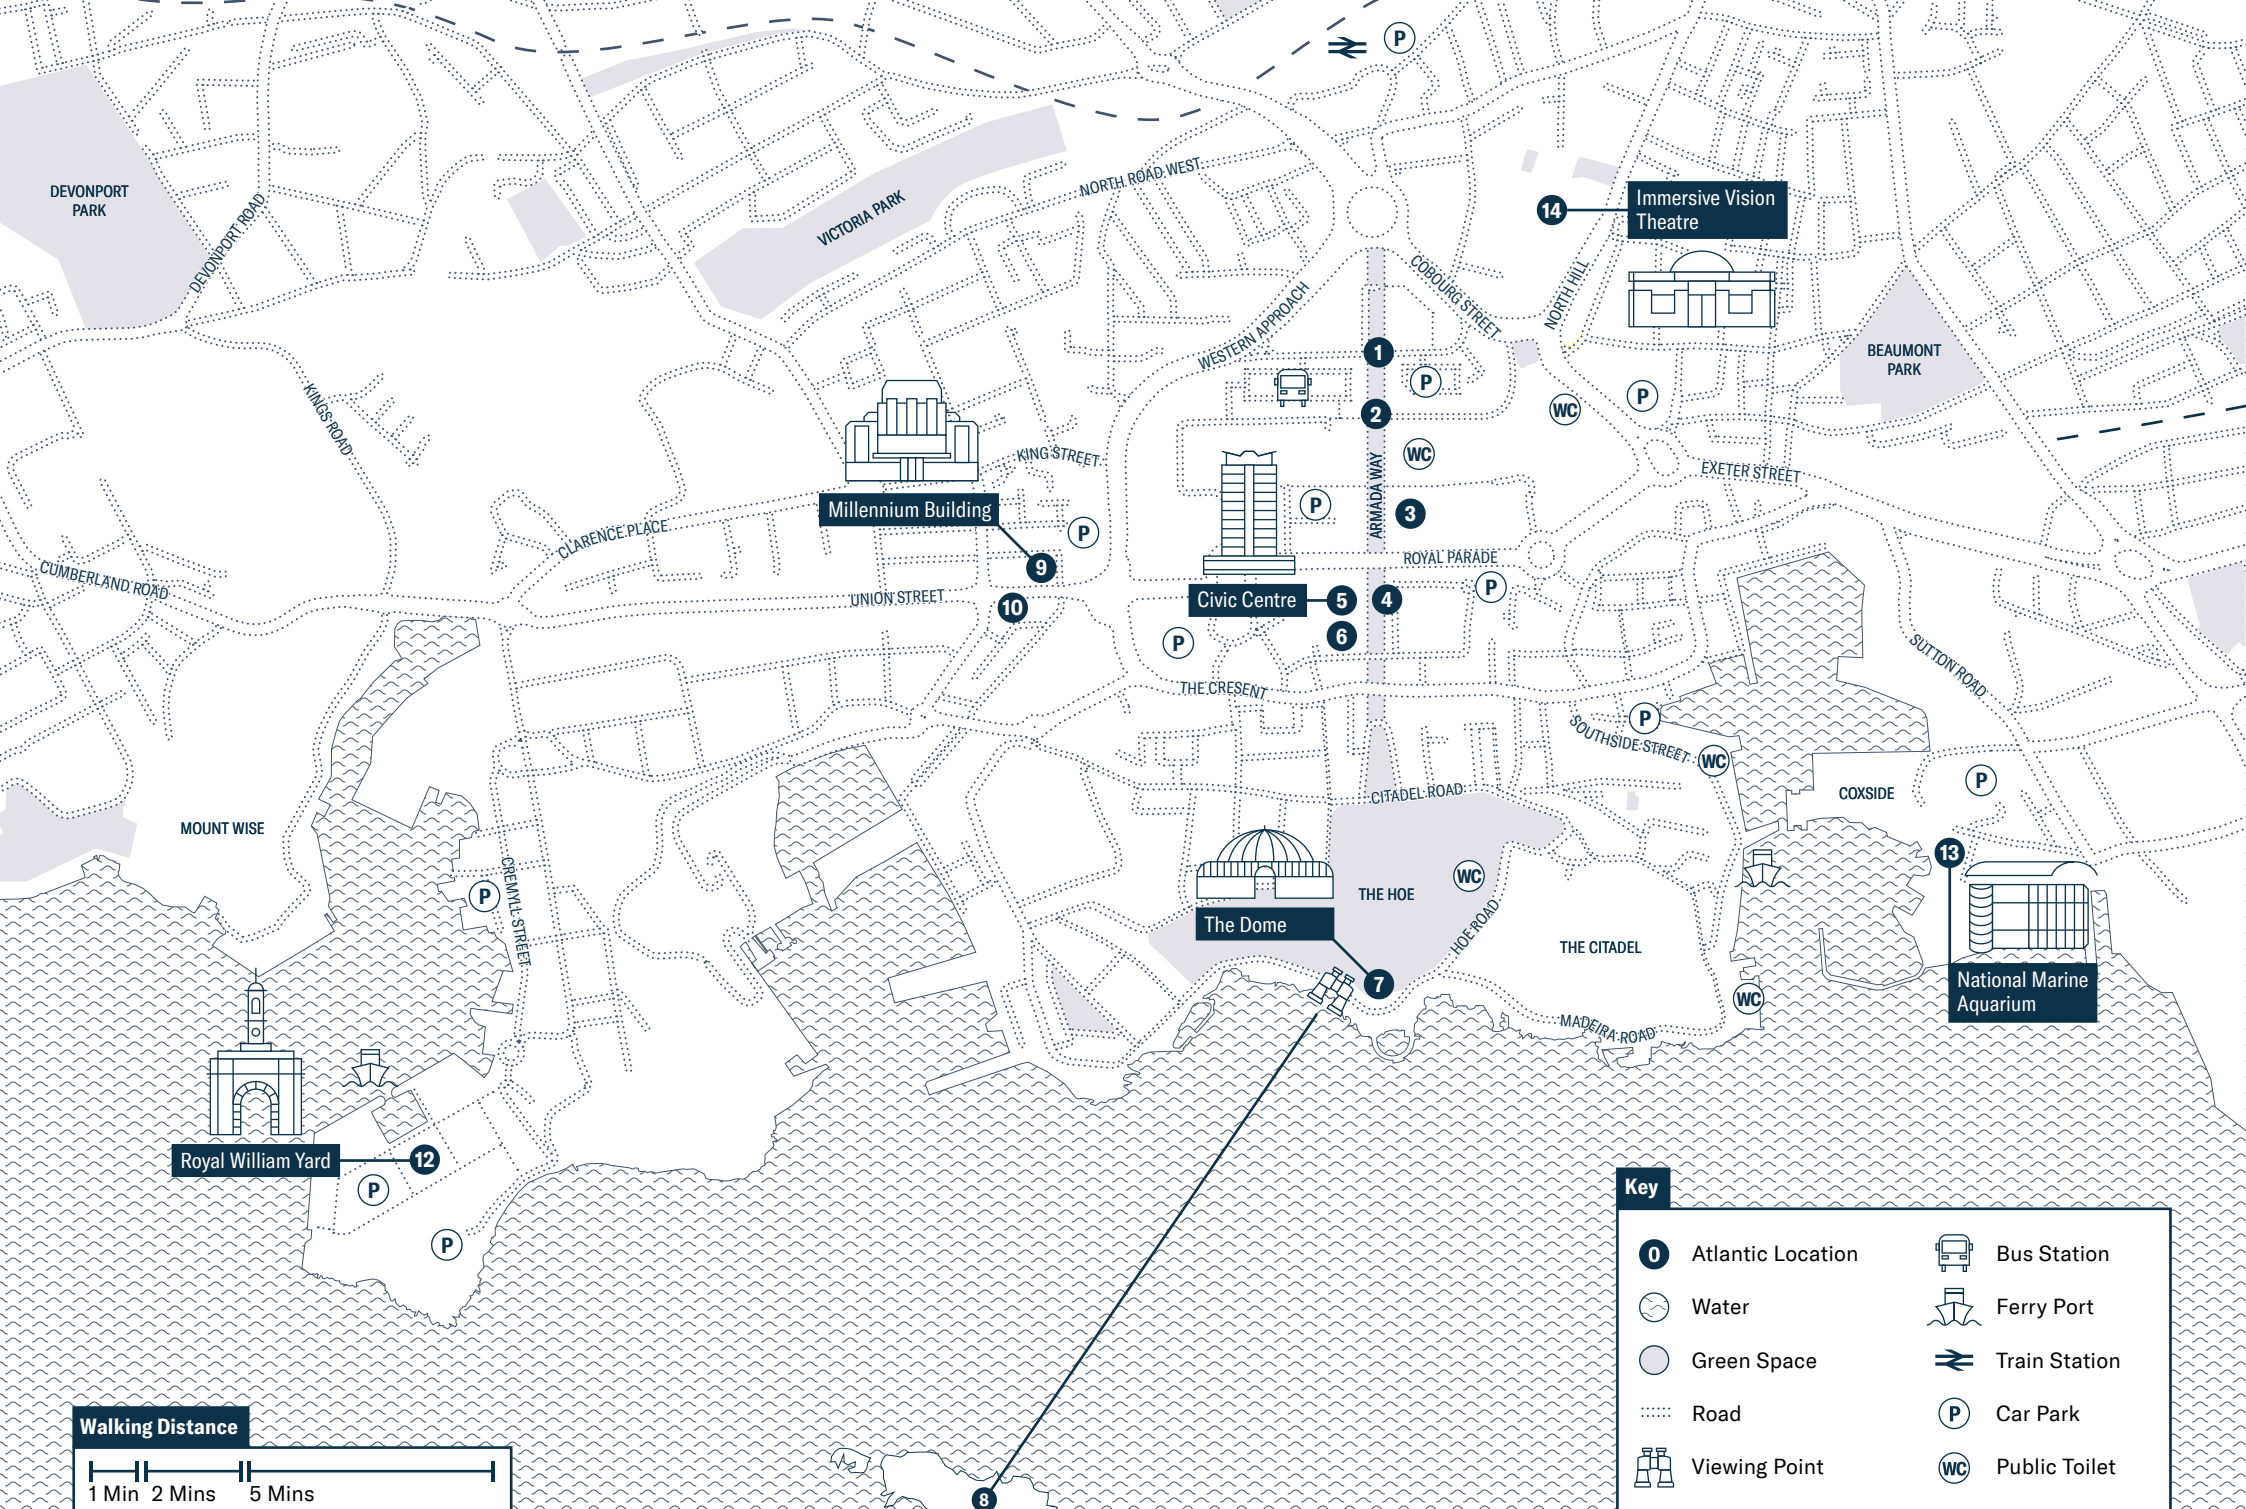 P
14
Immersive Vision
Theatre
DEVONPORT
PARK
DEVONPORT ROAD
VICTORIA PARK
NORTH ROAD WEST
COBOURG STREET
NORTH HILL
WESTERN APPROACH
1
BEAUMONT
PARK
P
P
2
WC
WC
KINGS ROAD
KING STREET
ARMADA WAY
EXETER STREET
Millennium Building
P
3
CLARENCE PLACE
P
ROYAL PARADE
9
CUMBERLAND ROAD
P
UNION STREET
10
Civic Centre
5
4
6
P
SUTTON ROAD
THE CRESENT
P
SOUTHSIDE STREET
WC
P
COXSIDE
CITADEL ROAD
MOUNT WISE
13
WC
THE HOE
P
CREMYLL STREET
The Dome
HOE ROAD
THE CITADEL
7
National Marine
Aquarium
WC
MADEIRA ROAD
Royal William Yard
12
P
P
Key
0 Atlantic Location
Bus Station
Water
Ferry Port
Green Space
Train Station
Road
P Car Park
Viewing Point
WC Public Toilet
Walking Distance
1 Min 2 Mins 5 Mins
8